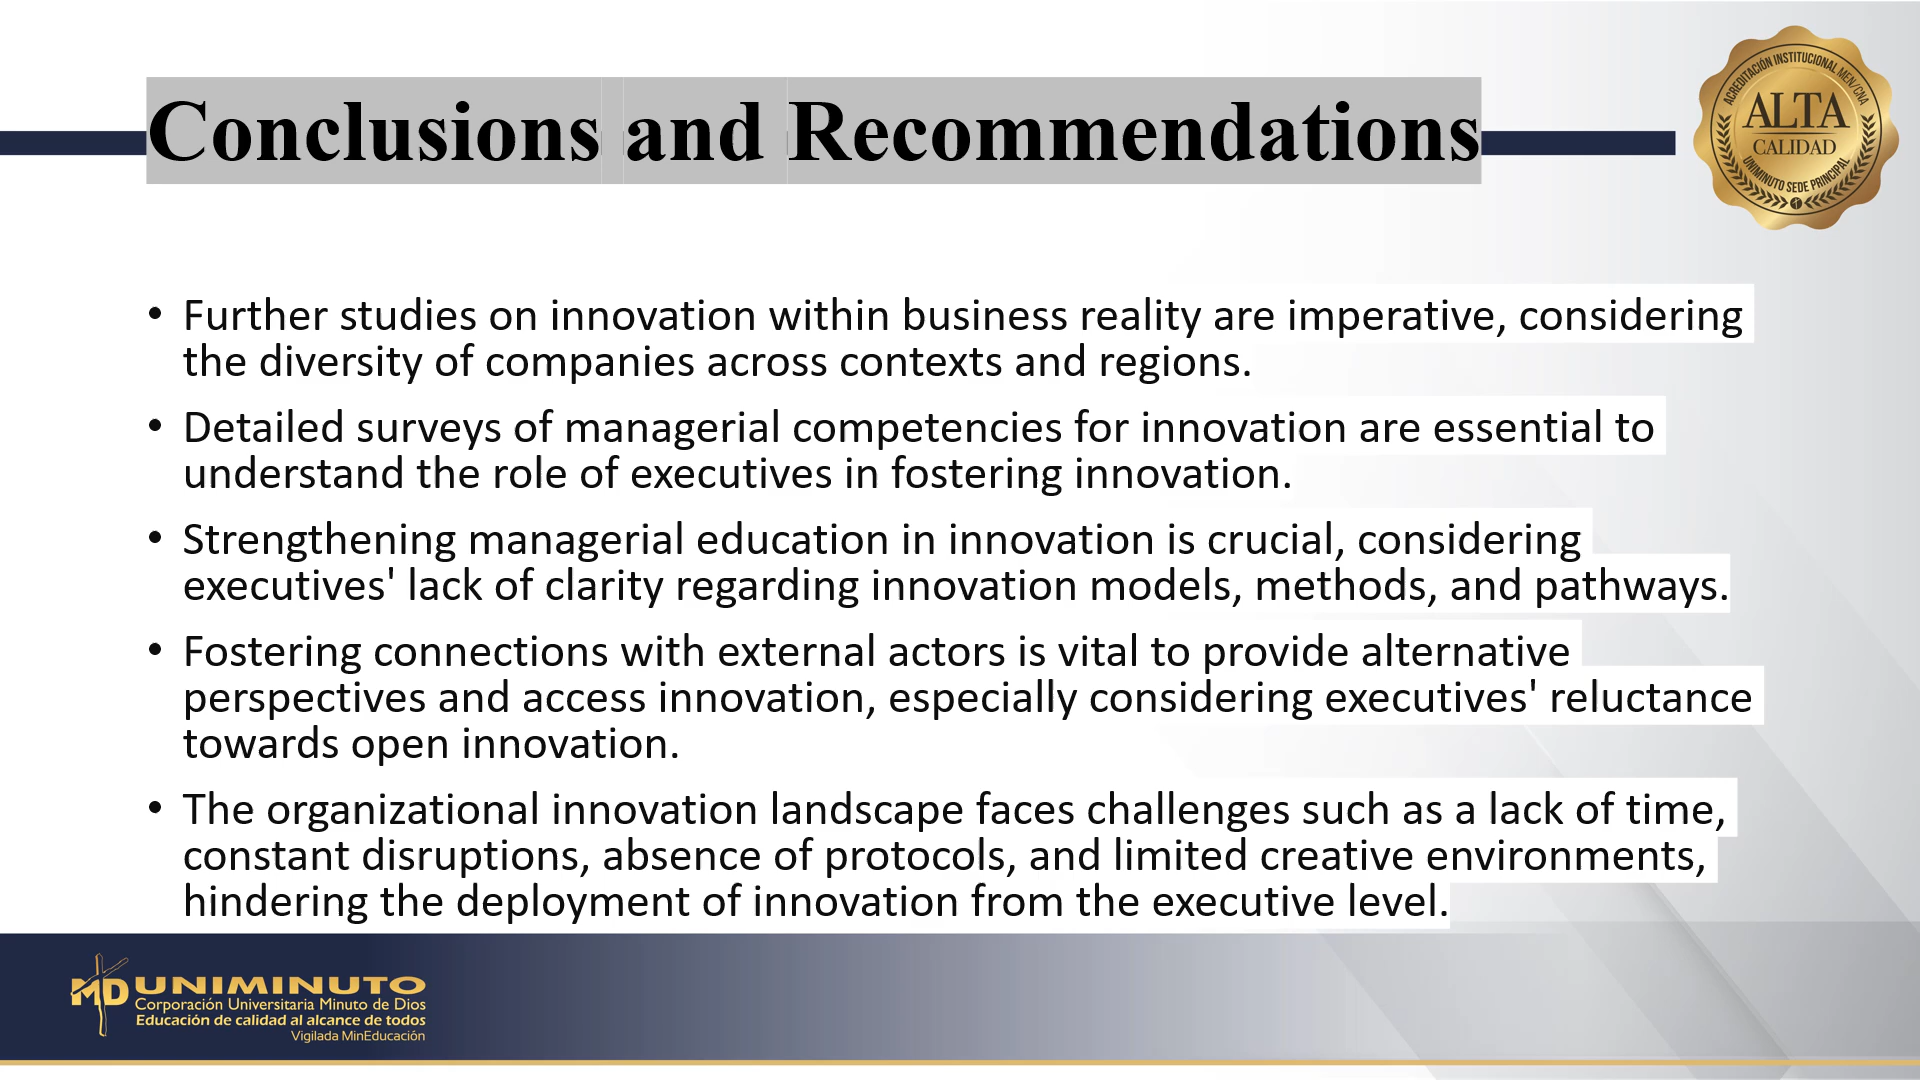 Conclusions and Recommendations
ACREDITACIÓN INSTITUCIONAL MEN/CNA
ALTA
CALIDAD
UNIMINUTO SEDE PRINCIPAL
• Further studies on innovation within business reality are imperative, considering
the diversity of companies across contexts and regions.
• Detailed surveys of managerial competencies for innovation are essential to
understand the role of executives in fostering innovation.
• Strengthening managerial education in innovation is crucial, considering
executives' lack of clarity regarding innovation models, methods, and pathways.
• Fostering connections with external actors is vital to provide alternative
perspectives and access innovation, especially considering executives' reluctance
towards open innovation.
• The organizational innovation landscape faces challenges such as a lack of time,
constant disruptions, absence of protocols, and limited creative environments,
hindering the deployment of innovation from the executive level.
MD UNIMINUTO
Corporación Universitaria Minuto de Dios
Educación de calidad al alcance de todos
Vigilada MinEducación